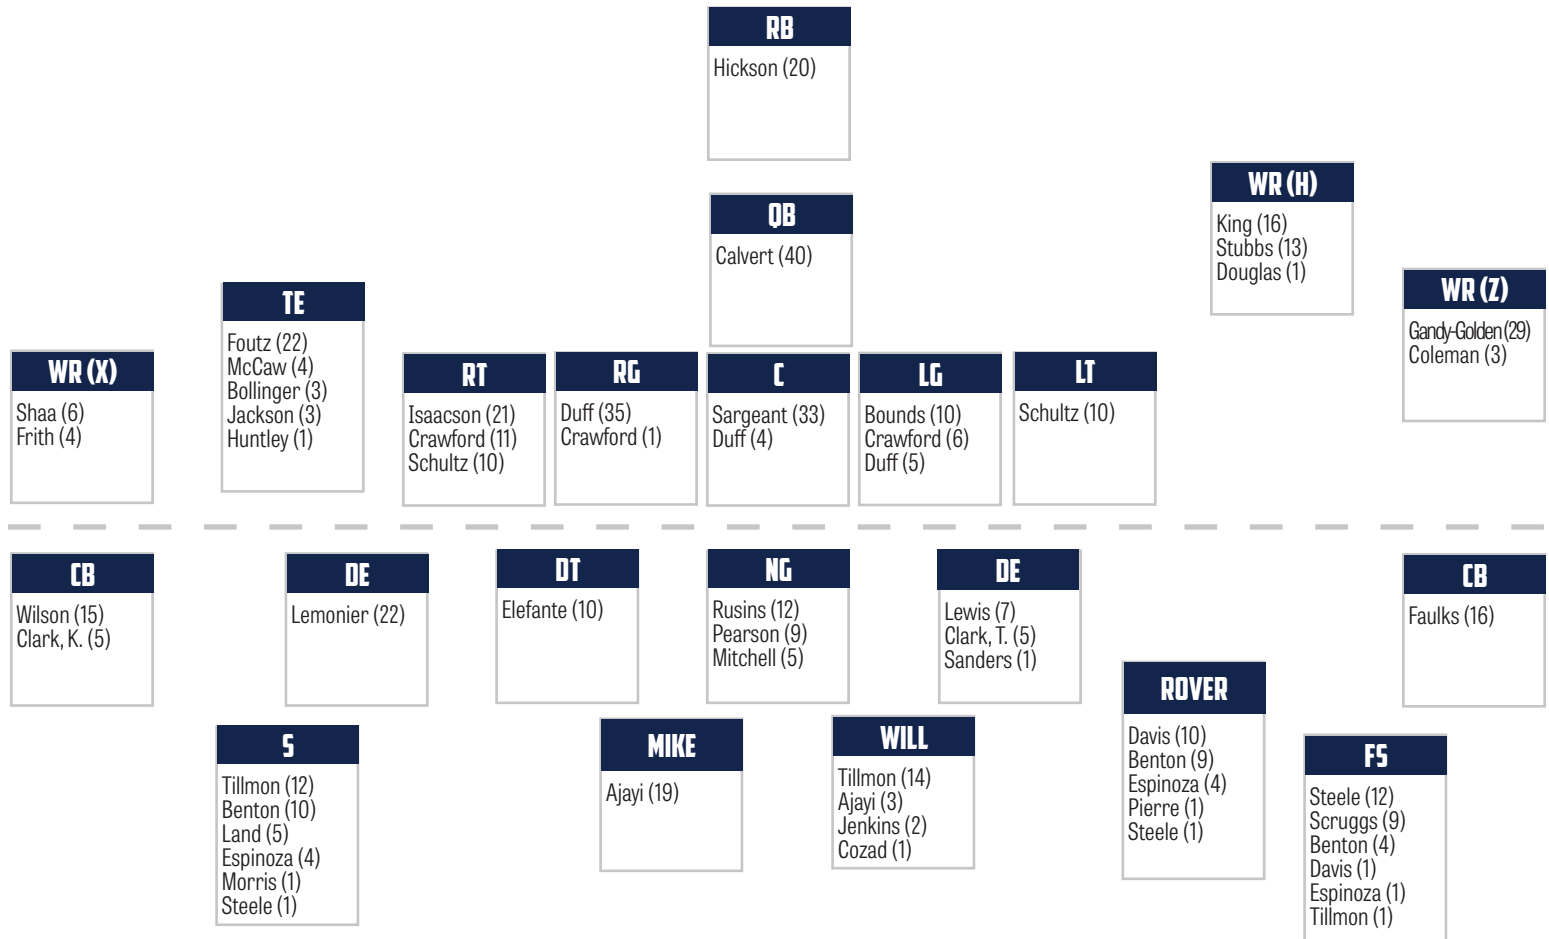 RB
Hickson (20)
QB
Calvert (40)
WR (H)
King (16)
Stubbs (13)
Douglas (1)
WR (Z)
Gandy-Golden (29)
Coleman (3)
TE
Foutz (22)
McCaw (4)
Bollinger (3)
Jackson (3)
Huntley (1)
WR (X)
Shaa (6)
Frith (4)
RT
Isaacson (21)
Crawford (11)
Schultz (10)
RG
Duff (35)
Crawford (1)
C
Sargeant (33)
Duff (4)
LG
Bounds (10)
Crawford (6)
Duff (5)
LT
Schultz (10)
CB
Wilson (15)
Clark, K. (5)
DE
Lemonier (22)
DT
Elefante (10)
NG
Rusins (12)
Pearson (9)
Mitchell (5)
DE
Lewis (7)
Clark, T. (5)
Sanders (1)
CB
Faulks (16)
ROVER
Davis (10)
Benton (9)
Espinoza (4)
Pierre (1)
Steele (1)
S
Tillmon (12)
Benton (10)
Land (5)
Espinoza (4)
Morris (1)
Steele (1)
MIKE
Ajayi (19)
WILL
Tillmon (14)
Ajayi (3)
Jenkins (2)
Cozad (1)
FS
Steele (12)
Scruggs (9)
Benton (4)
Davis (1)
Espinoza (1)
Tillmon (1)